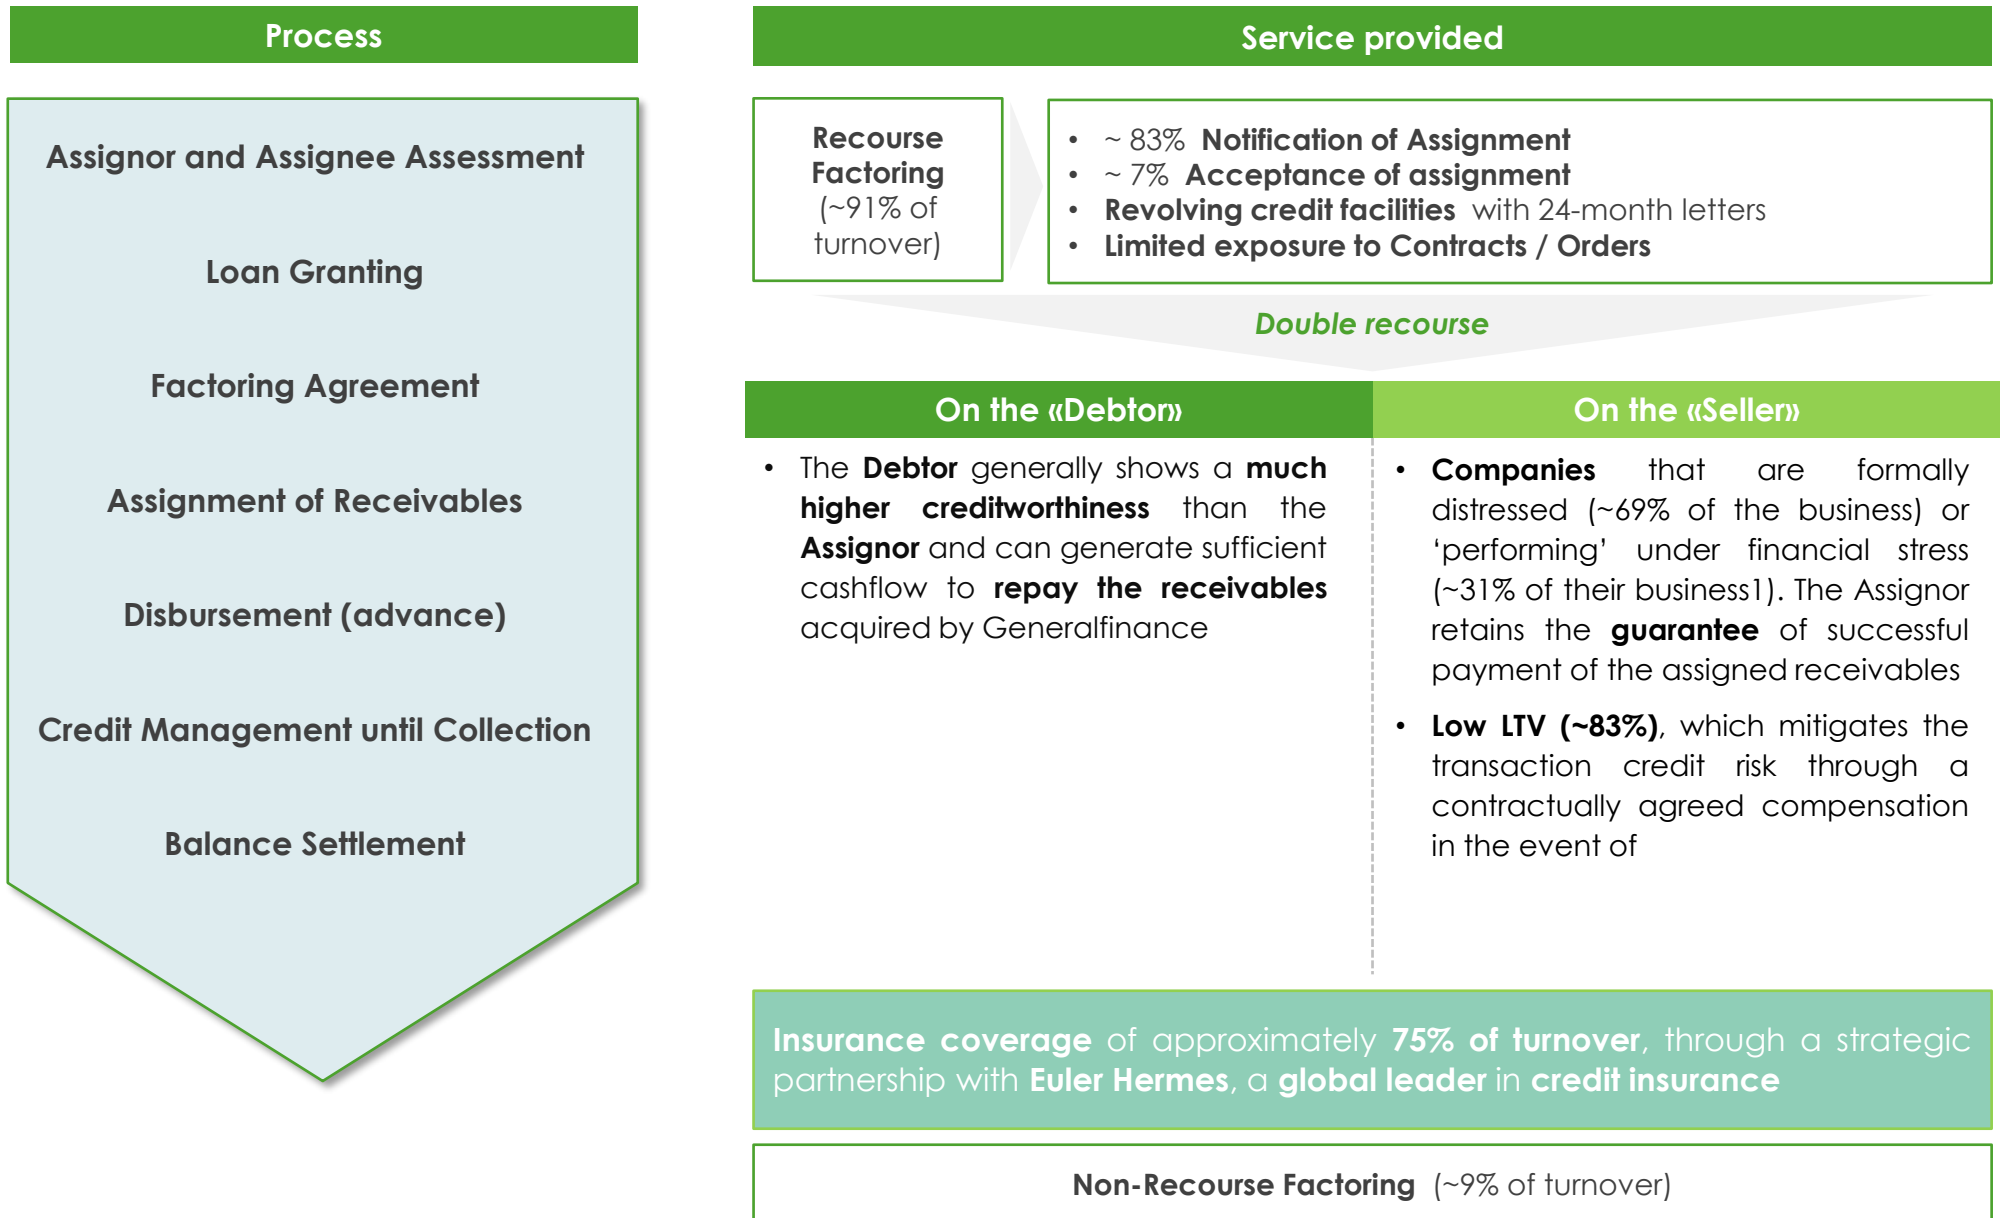 Process
Assignor and Assignee Assessment
Loan Granting
Factoring Agreement
Assignment of Receivables
Disbursement (advance)
Credit Management until Collection
Balance Settlement
Service provided
Recourse
Factoring
(~91% of
turnover)
• ~ 83% Notification of Assignment
• ~ 7% Acceptance of assignment
• Revolving credit facilities with 24-month letters
• Limited exposure to Contracts / Orders
Double recourse
On the «Debtor»
• The Debtor generally shows a much
higher creditworthiness than the
Assignor and can generate sufficient
cashflow to repay the receivables
acquired by Generalfinance
On the «Seller»
• Companies that are formally
distressed (~69% of the business) or
‘performing’ under financial stress
(~31% of their business1). The Assignor
retains the guarantee of successful
payment of the assigned receivables
• Low LTV (~83%), which mitigates the
transaction credit risk through a
contractually agreed compensation
in the event of
Insurance coverage of approximately 75% of turnover, through a strategic
partnership with Euler Hermes, a global leader in credit insurance
Non-Recourse Factoring (~9% of turnover)